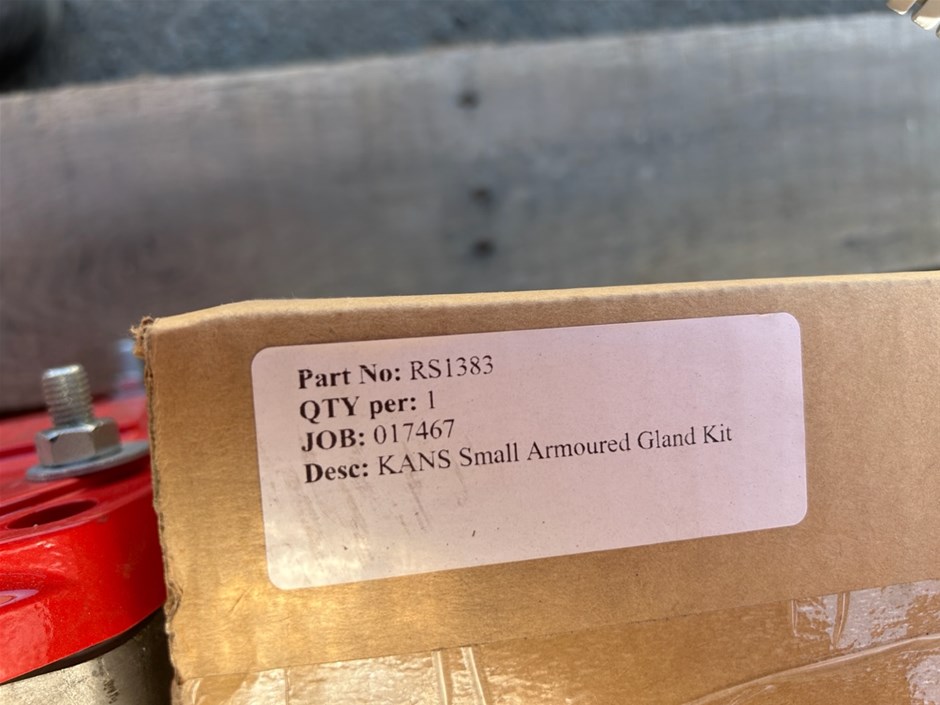 Part No: RS1383
QTY per: 1
JOB: 017467
Desc: KANS Small Armoured Gland Kit